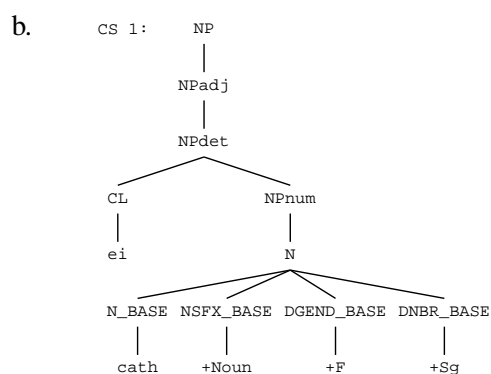 b. CS 1: NP
NPadj
NPdet
CL NPnum
ei N
N_BASE NSFX_BASE DGEND_BASE DNBR_BASE
cath +Noun +F +Sg